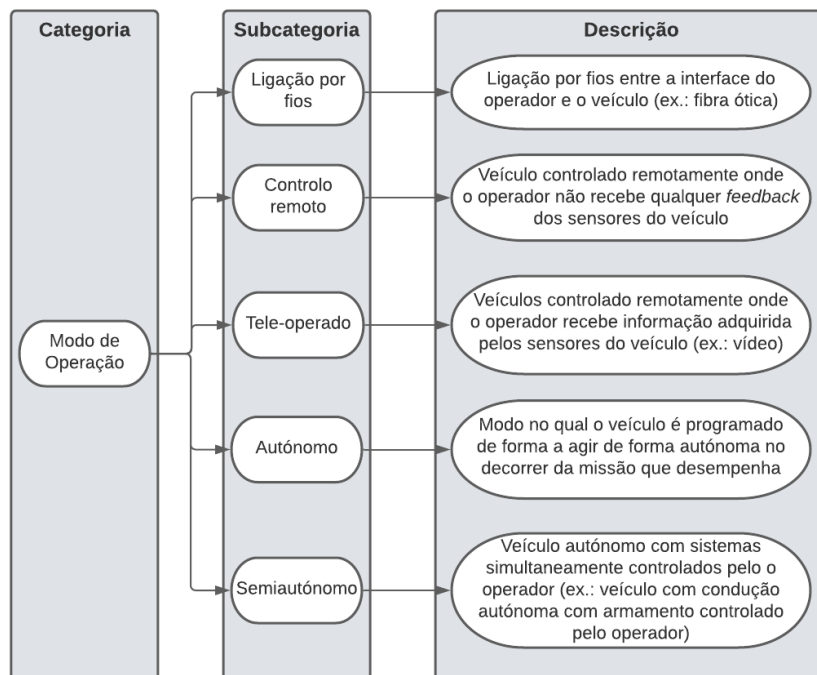 Categoria
Subcategoria
Descrição
Modo de
Operação
Ligação por
fios
Ligação por fios entre a interface do
operador e o veículo (ex.: fibra ótica)
Controlo
remoto
Veículo controlado remotamente onde
o operador não recebe qualquer feedback
dos sensores do veículo
Tele-operado
Veículos controlado remotamente onde
o operador recebe informação adquirida
pelos sensores do veículo (ex.: vídeo)
Autónomo
Modo no qual o veículo é programado
de forma a agir de forma autónoma no
decorrer da missão que desempenha
Semiautónomo
Veículo autónomo com sistemas
simultaneamente controlados pelo o
operador (ex.: veículo com condução
autónoma com armamento controlado
pelo operador)